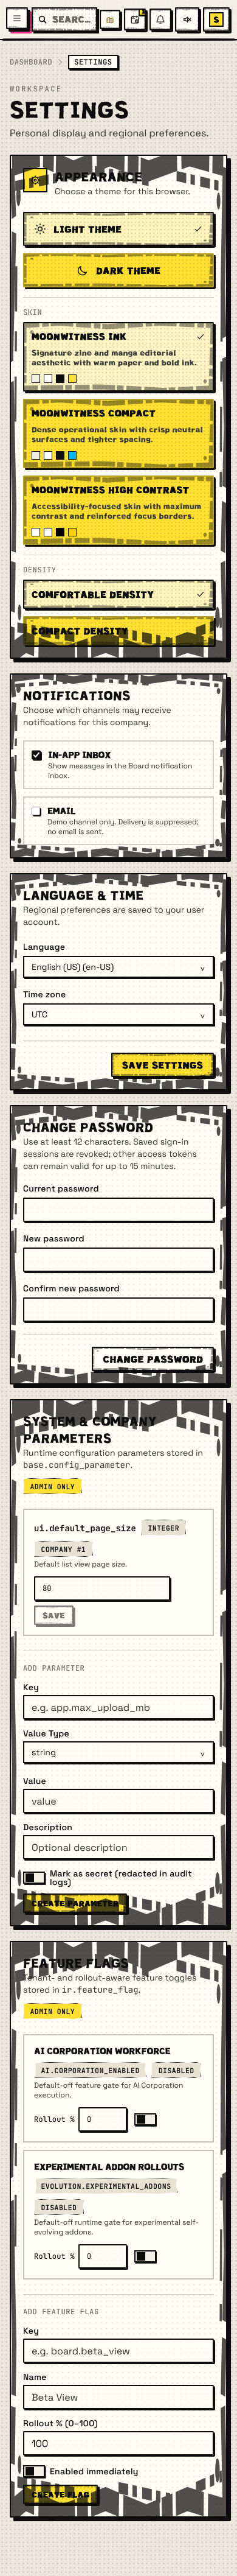 SEARC…
S
DASHBOARD > SETTINGS
WORKSPACE
SETTINGS
Personal display and regional preferences.
APPEARANCE
Choose a theme for this browser.
LIGHT THEME
DARK THEME
SKIN
MOONWITNESS INK
Signature zine and manga editorial
aesthetic with warm paper and bold ink.
MOONWITNESS COMPACT
Dense operational skin with crisp neutral
surfaces and tighter spacing.
MOONWITNESS HIGH CONTRAST
Accessibility-focused skin with maximum
contrast and reinforced focus borders.
DENSITY
COMFORTABLE DENSITY
COMPACT DENSITY
NOTIFICATIONS
Choose which channels may receive
notifications for this company.
IN-APP INBOX
Show messages in the Board notification
inbox.
EMAIL
Demo channel only. Delivery is suppressed;
no email is sent.
LANGUAGE & TIME
Regional preferences are saved to your user
account.
Language
English (US) (en-US)
Time zone
UTC
SAVE SETTINGS
CHANGE PASSWORD
Use at least 12 characters. Saved sign-in
sessions are revoked; other access tokens
can remain valid for up to 15 minutes.
Current password
New password
Confirm new password
CHANGE PASSWORD
SYSTEM & COMPANY
PARAMETERS
Runtime configuration parameters stored in
base.config_parameter.
ADMIN ONLY
ui.default_page_size INTEGER
COMPANY #1
Default list view page size.
80
SAVE
ADD PARAMETER
Key
e.g. app.max_upload_mb
Value Type
string
Value
value
Description
Optional description
Mark as secret (redacted in audit
logs)
CREATE PARAMETER
FEATURE FLAGS
Tenant- and rollout-aware feature toggles
stored in ir.feature_flag.
ADMIN ONLY
AI CORPORATION WORKFORCE
AI.CORPORATION_ENABLED DISABLED
Default-off feature gate for AI Corporation
execution.
Rollout % 0
EXPERIMENTAL ADDON ROLLOUTS
EVOLUTION.EXPERIMENTAL_ADDONS
DISABLED
Default-off runtime gate for experimental self-
evolving addons.
Rollout % 0
ADD FEATURE FLAG
Key
e.g. board.beta_view
Name
Beta View
Rollout % (0–100)
100
Enabled immediately
CREATE FLAG